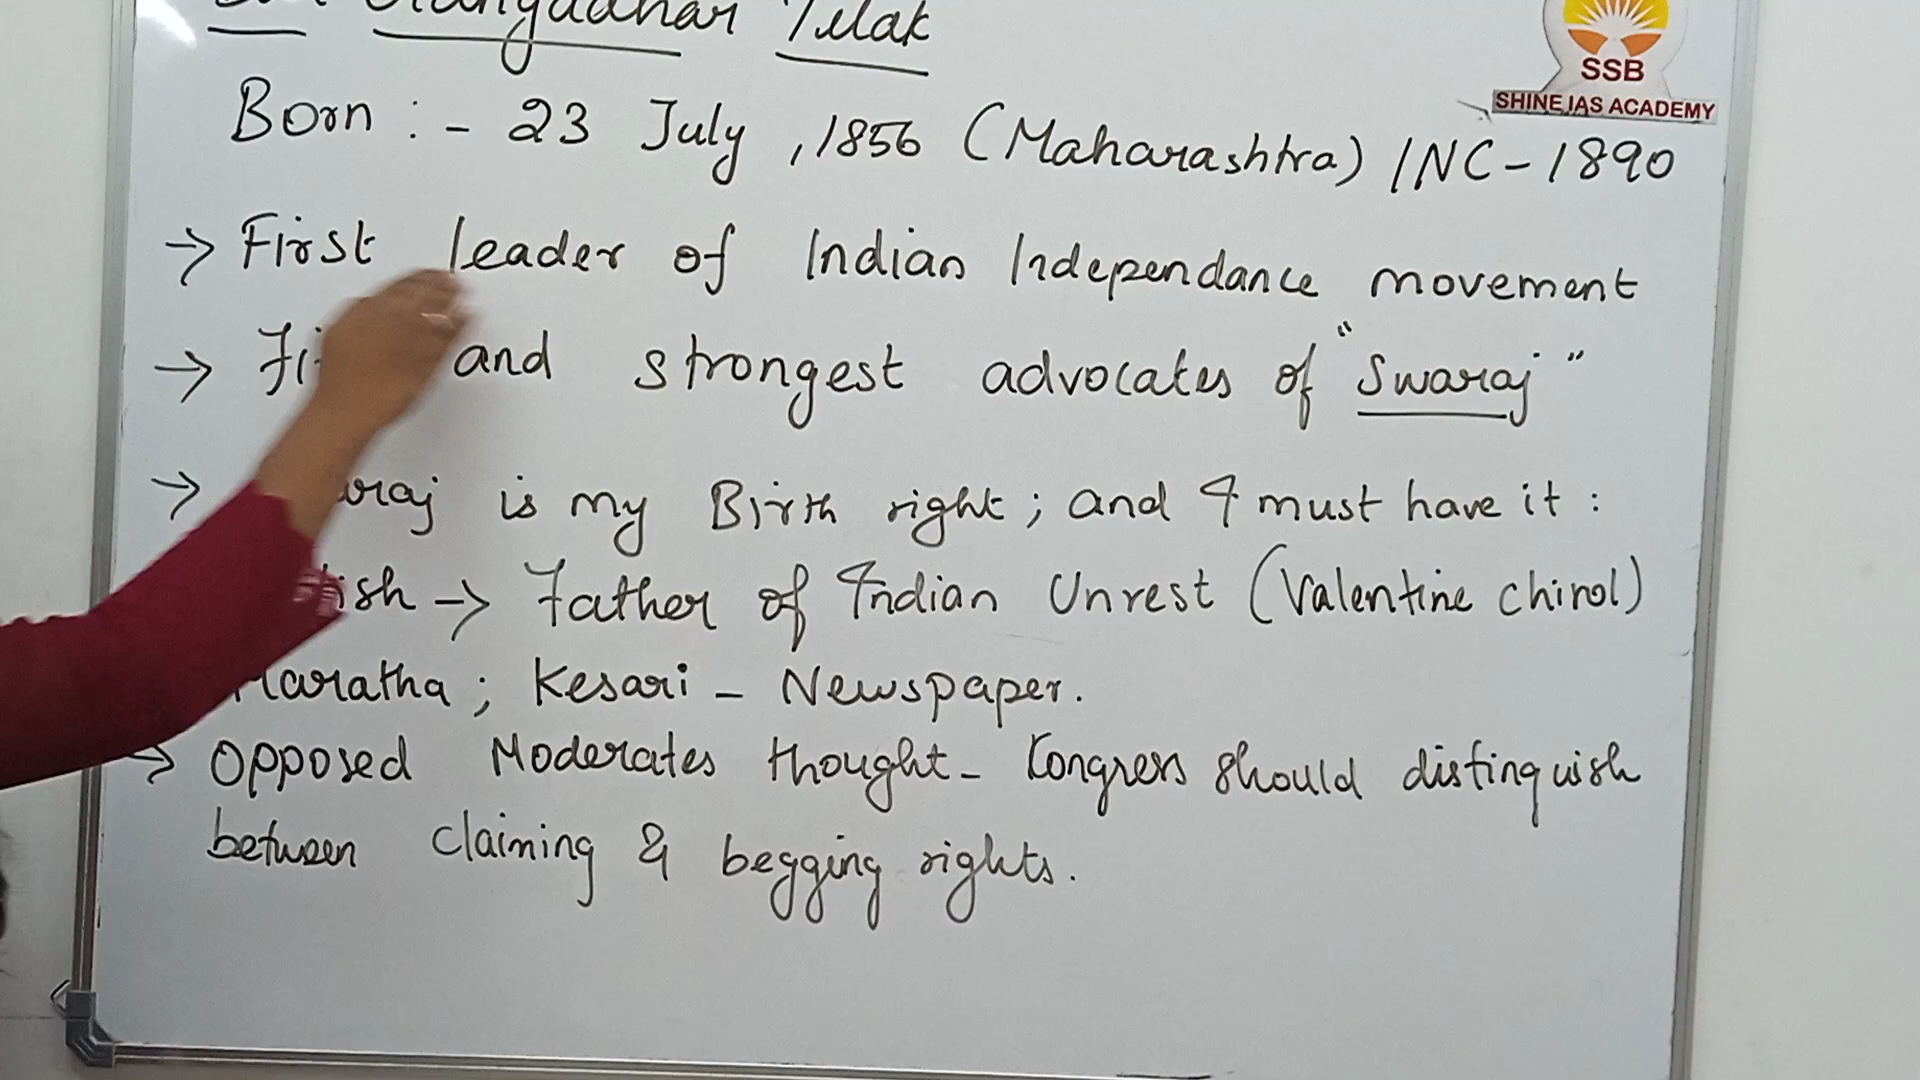 Gangadhar Tilak
SSB
SHINE IAS ACADEMY
Born :- 23 July , 1856 (Maharashtra) INC - 1890
→ First leader of Indian Independance movement
→ and strongest advocates of "Swaraj"
→ is my Birth right ; and I must have it :
→ Father of Indian Unrest (Valentine chirol)
Maratha ; Kesari - Newspaper.
→ Opposed Moderates thought - Congress should distinguish
between claiming & begging rights.